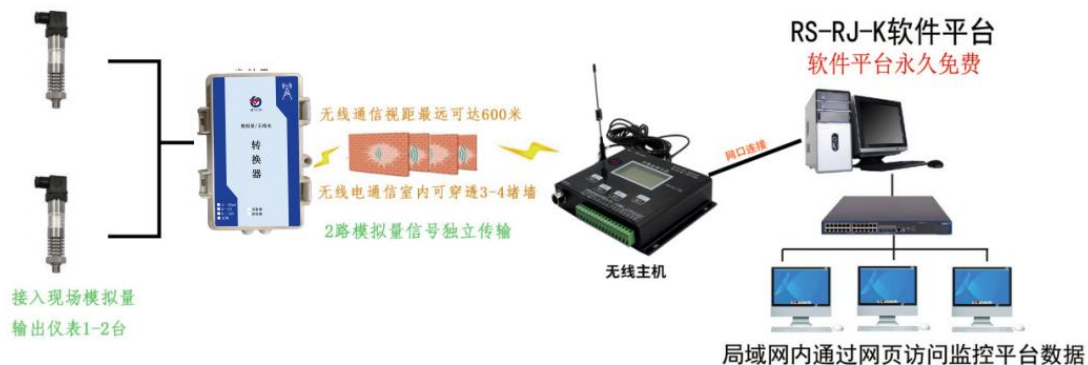 RS-RJ-K软件平台
软件平台永久免费
无线通信视距最远可达600米
转换器
网口连接
无线电通信室内可穿透3-4堵墙
2路模拟量信号独立传输
无线主机
接入现场模拟量
输出仪表1-2台
局域网内通过网页访问监控平台数据